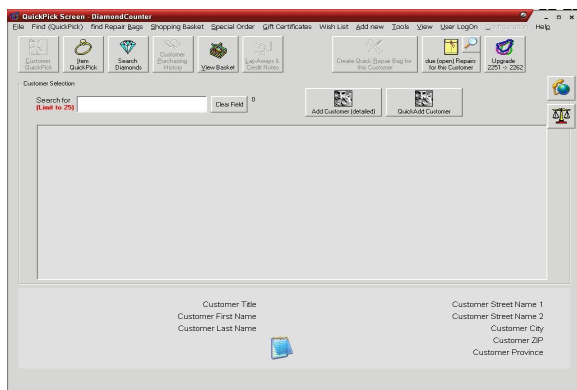 QuickPick Screen - DiamondCounter
File Find (QuickPick) find Repair Bags Shopping Basket Special Order Gift Certificates Wish List Add new Tools View User LogOn Help
Customer QuickPick
Item QuickPick
Search Diamonds
Customer Purchasing History
View Basket
Lay-Aways & Credit Notes
Create Quick Repair Bag for this Customer
due (open) Repairs for this Customer
Upgrade 2251 -> 2262
Customer Selection
Search for
(Limit to 25)
Clear Field
0
Add Customer (detailed)
QuickAdd Customer
Customer Title
Customer First Name
Customer Last Name
Customer Street Name 1
Customer Street Name 2
Customer City
Customer ZIP
Customer Province